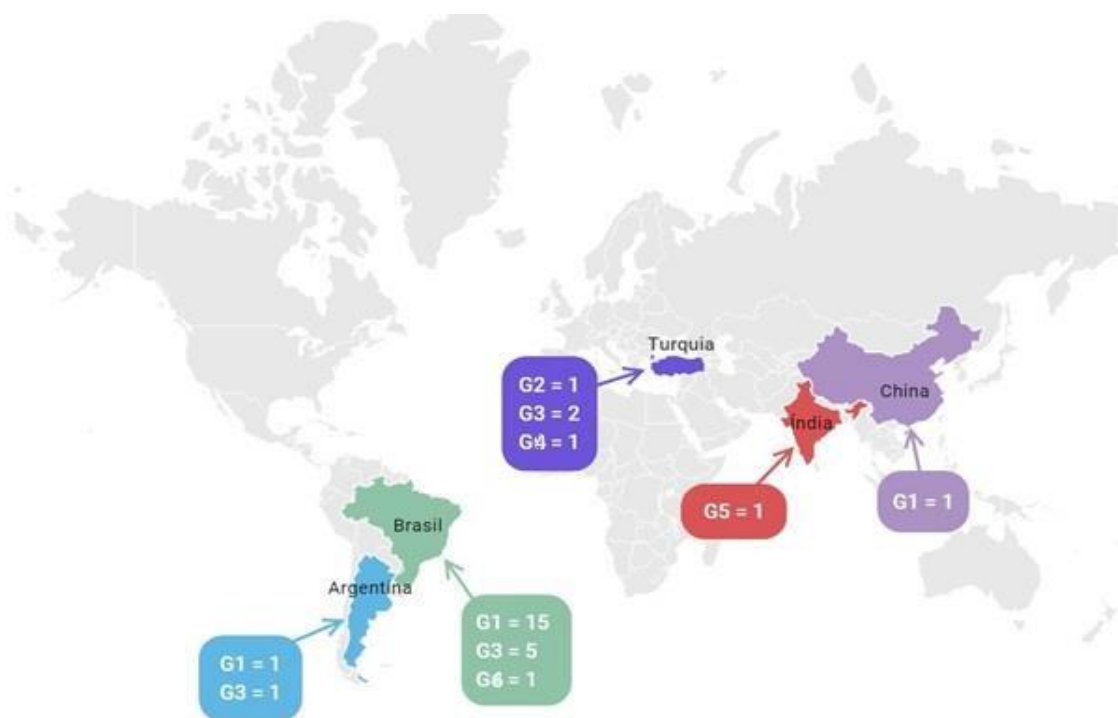 Turquia
G2 = 1
G3 = 2
G4 = 1
China
Índia
G5 = 1
G1 = 1
Brasil
Argentina
G1 = 15
G3 = 5
G6 = 1
G1 = 1
G3 = 1